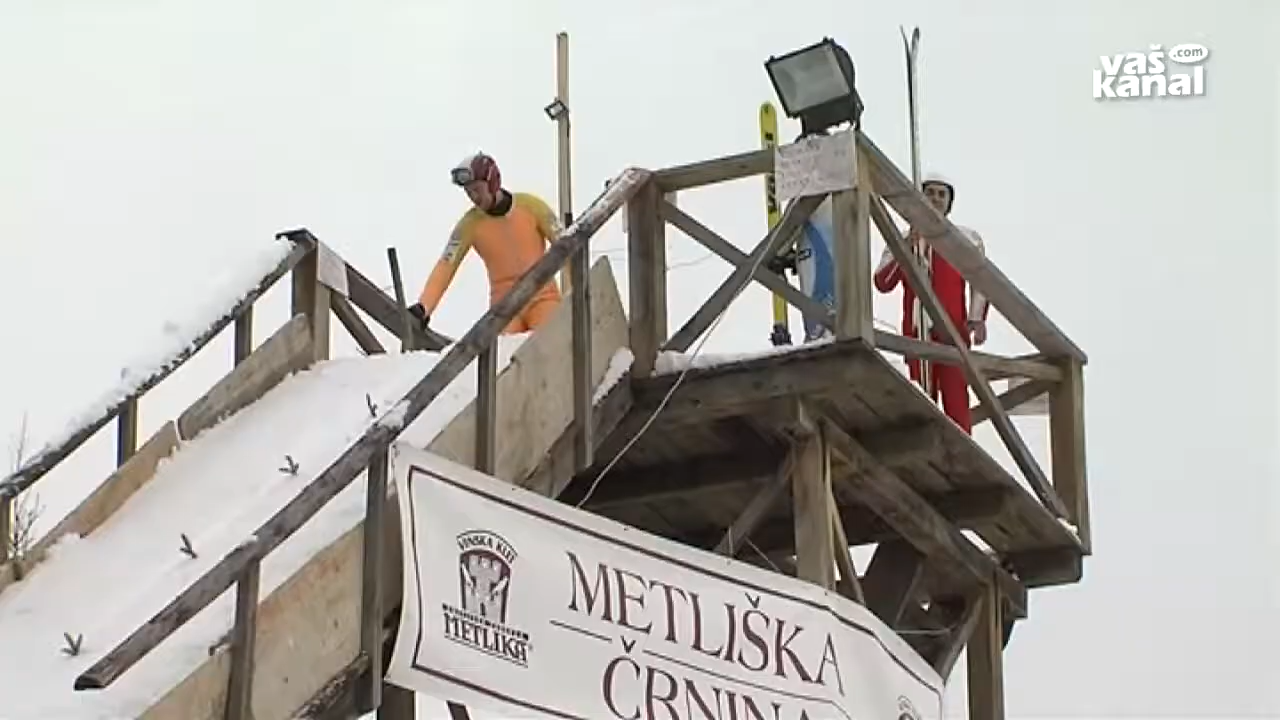 vaš .com
kanal
VINSKA KLET
METLIKA
METLIŠKA
ČRNINA